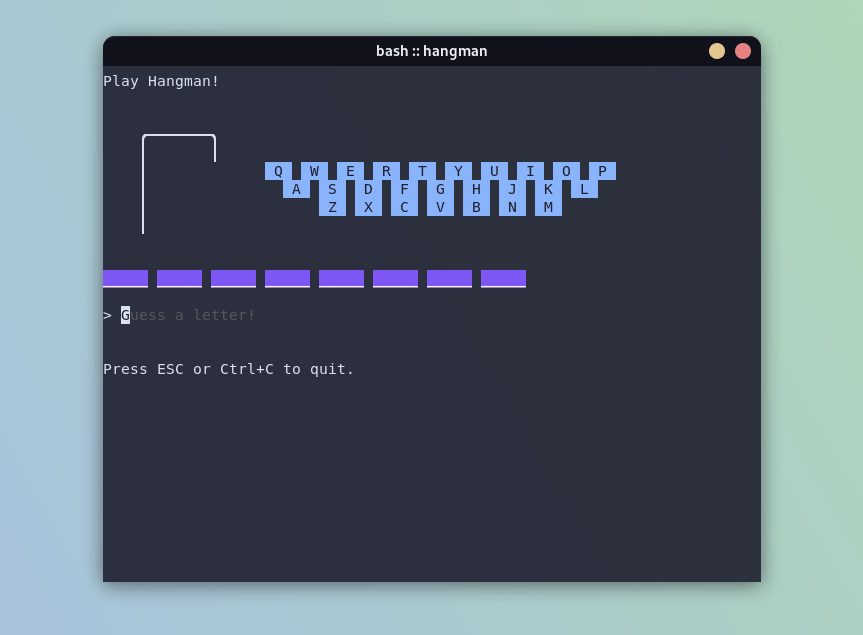 bash :: hangman
Play Hangman!
Q W E R T Y U I O P
A S D F G H J K L
Z X C V B N M
> Guess a letter!
Press ESC or Ctrl+C to quit.